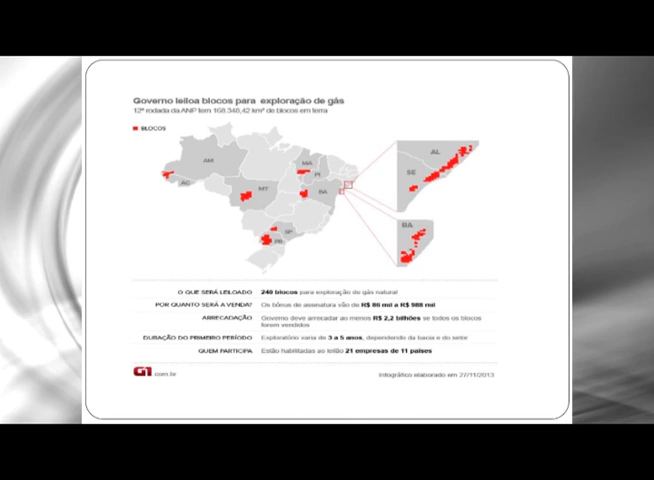 Governo leiloa blocos para exploração de gás
12ª rodada da ANP tem 168.348,42 km² de blocos em terra
BLOCOS
AM
AC
MT
MA
PI
BA
SP
PR
AL
SE
BA
O QUE SERÁ LEILOADO 240 blocos para exploração de gás natural
POR QUANTO SERÁ A VENDA? Os bônus de assinatura vão de R$ 86 mil a R$ 988 mil
ARRECADAÇÃO Governo deve arrecadar ao menos R$ 2,2 bilhões se todos os blocos
forem vendidos
DURAÇÃO DO PRIMEIRO PERÍODO Exploratório varia de 3 a 5 anos, dependendo da bacia e do setor
QUEM PARTICIPA Estão habilitadas ao leilão 21 empresas de 11 países
G1 .com.br
Infográfico elaborado em 27/11/2013